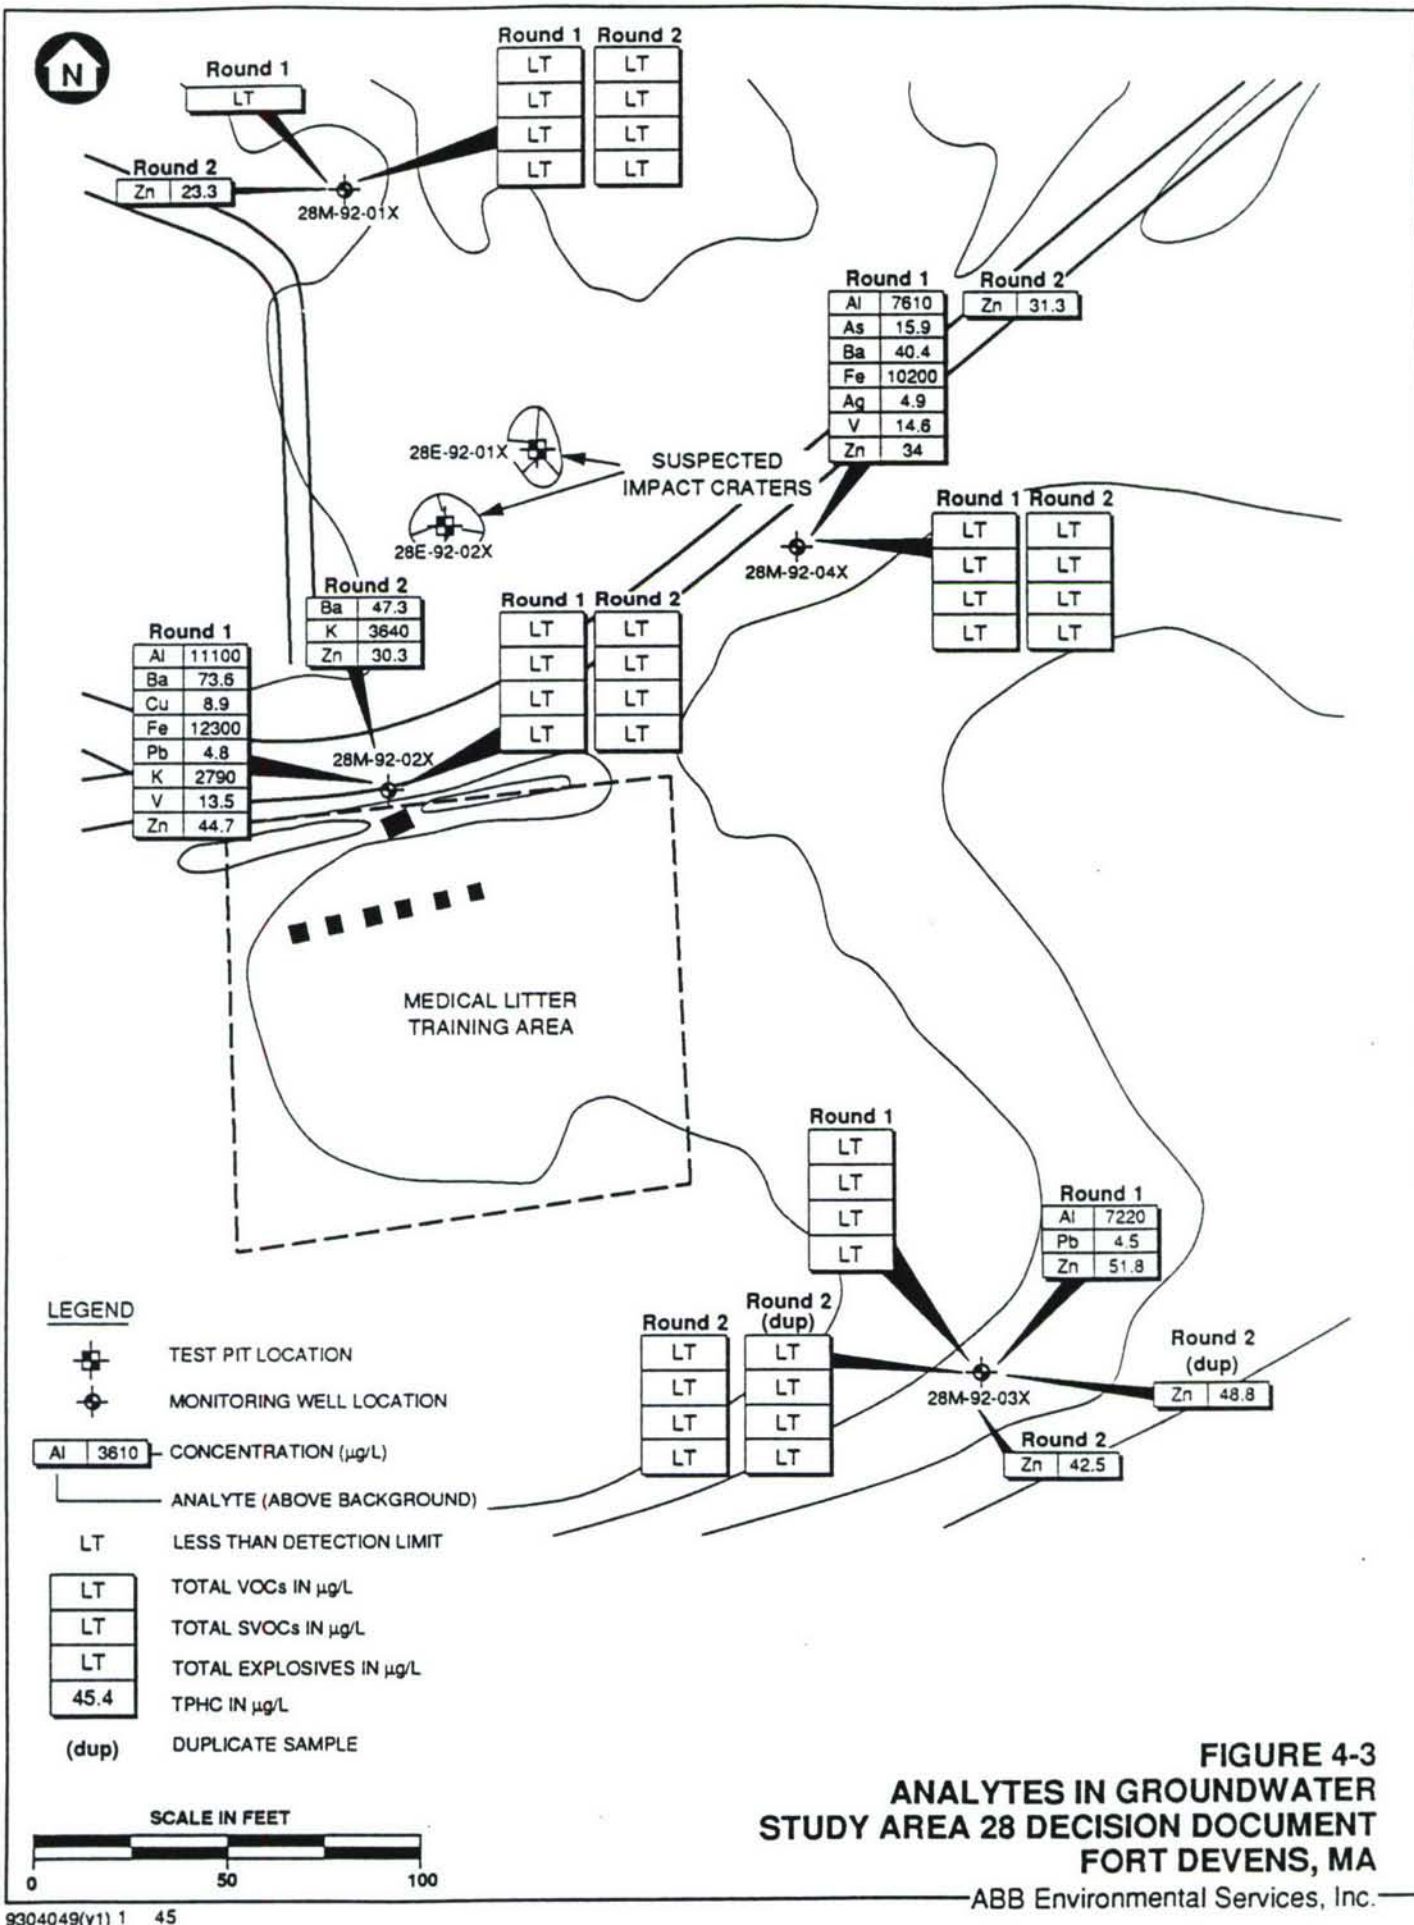 N
Round 1
LT
Round 2
Zn 23.3
28M-92-01X
Round 1 Round 2
LT LT
LT LT
LT LT
LT LT
Round 1
Al 7610
As 15.9
Ba 40.4
Fe 10200
Ag 4.9
V 14.6
Zn 34
Round 2
Zn 31.3
28E-92-01X
SUSPECTED
IMPACT CRATERS
28E-92-02X
28M-92-04X
Round 1 Round 2
LT LT
LT LT
LT LT
LT LT
Round 2
Ba 47.3
K 3640
Zn 30.3
Round 1 Round 2
LT LT
LT LT
LT LT
LT LT
Round 1
Al 11100
Ba 73.6
Cu 8.9
Fe 12300
Pb 4.8
K 2790
V 13.5
Zn 44.7
28M-92-02X
MEDICAL LITTER
TRAINING AREA
Round 1
LT
LT
LT
LT
Round 1
Al 7220
Pb 4.5
Zn 51.8
Round 2
LT
LT
LT
LT
Round 2
(dup)
LT
LT
LT
LT
28M-92-03X
Round 2
(dup)
Zn 48.8
Round 2
Zn 42.5
LEGEND
TEST PIT LOCATION
MONITORING WELL LOCATION
Al 3610 CONCENTRATION (µg/L)
ANALYTE (ABOVE BACKGROUND)
LT LESS THAN DETECTION LIMIT
LT TOTAL VOCs IN µg/L
LT TOTAL SVOCs IN µg/L
LT TOTAL EXPLOSIVES IN µg/L
45.4 TPHC IN µg/L
(dup) DUPLICATE SAMPLE
SCALE IN FEET
0 50 100
FIGURE 4-3
ANALYTES IN GROUNDWATER
STUDY AREA 28 DECISION DOCUMENT
FORT DEVENS, MA
ABB Environmental Services, Inc.
9304049(v1) 1 45